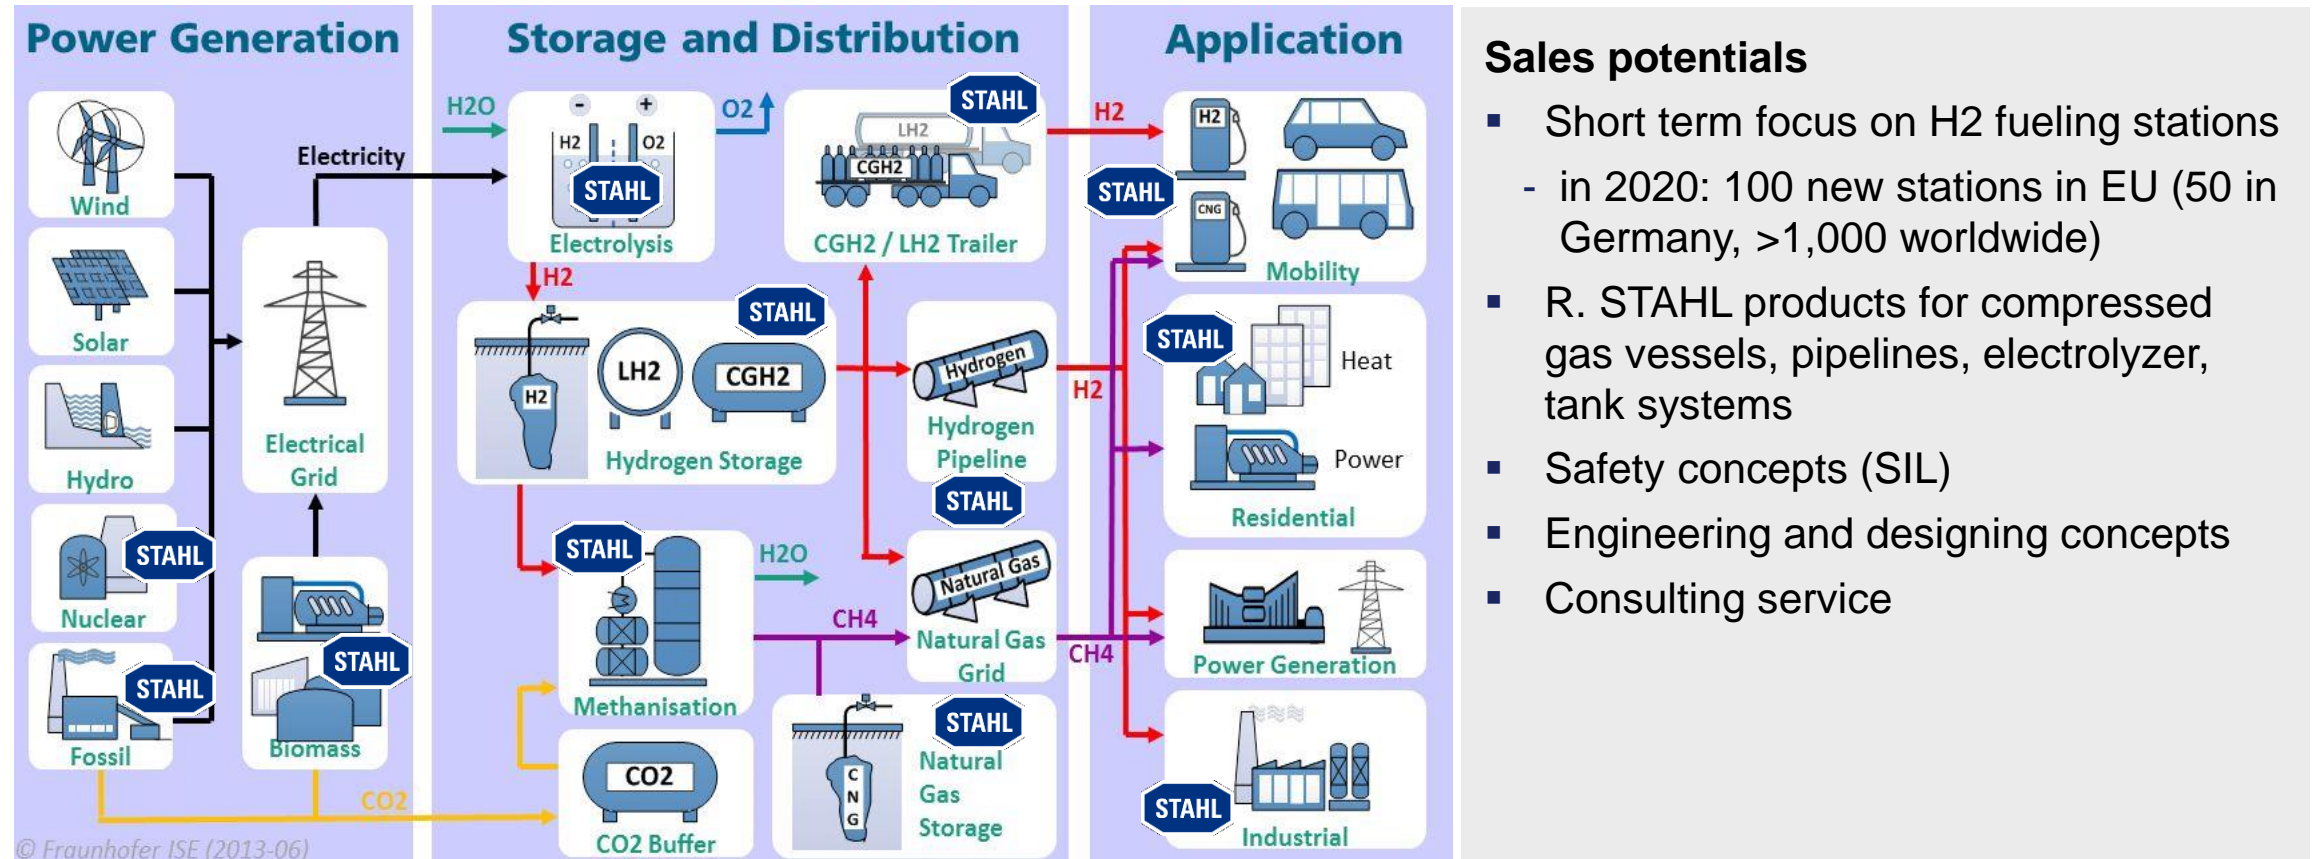 Power Generation
Wind
Solar
Hydro
Nuclear
STAHL
Fossil
STAHL
Electricity
Electrical
Grid
STAHL
Biomass
CO2
© Fraunhofer ISE (2013-06)
Storage and Distribution
H2O
- +
H2 O2
STAHL
Electrolysis
O2
STAHL
LH2
CGH2
CGH2 / LH2 Trailer
H2
STAHL
H2
LH2
CGH2
Hydrogen Storage
Hydrogen
Hydrogen
Pipeline
STAHL
STAHL
H2O
Methanisation
CH4
Natural Gas
Natural Gas
Grid
CO2
CO2 Buffer
C
N
G
STAHL
Natural
Gas
Storage
Application
H2
H2
CNG
STAHL
Mobility
STAHL
Heat
Power
Residential
H2
CH4
Power Generation
STAHL
Industrial
Sales potentials
▪ Short term focus on H2 fueling stations
- in 2020: 100 new stations in EU (50 in
Germany, >1,000 worldwide)
▪ R. STAHL products for compressed
gas vessels, pipelines, electrolyzer,
tank systems
▪ Safety concepts (SIL)
▪ Engineering and designing concepts
▪ Consulting service